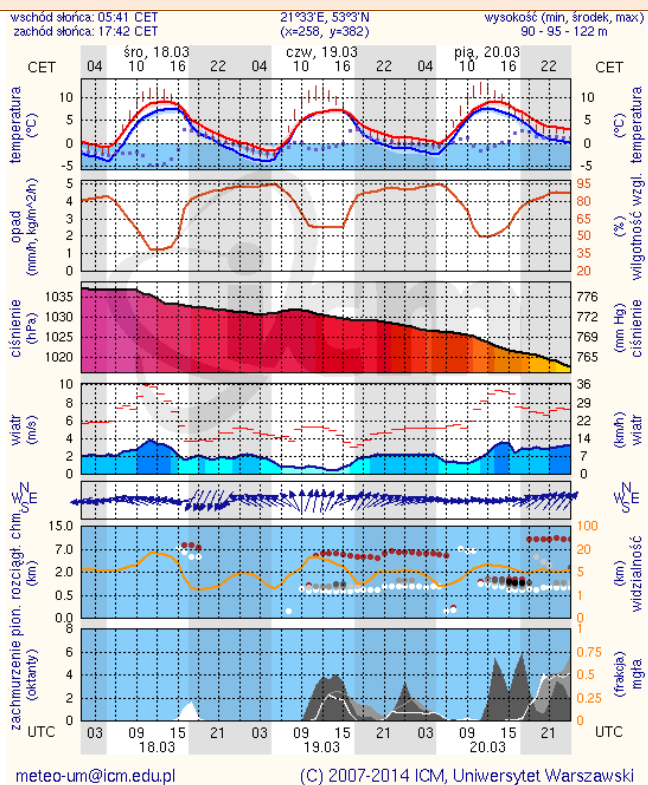 wschód słońca: 05:41 CET 21°33'E, 53°3'N wysokość (min, środek, max)
zachód słońca: 17:42 CET (x=258, y=382) 90 - 95 - 122 m
śro, 18.03 czw, 19.03 pią, 20.03
CET 04 10 16 22 04 10 16 22 04 10 16 22 CET
temperatura (°C)
10
5
0
-5
10
5
0
-5
temperatura (°C)
opad (mm/h, kg/m^2/h)
5
4
3
2
1
0
95
80
65
50
35
20
wilgotność wzgl. (%)
ciśnienie (hPa)
1035
1030
1025
1020
776
772
769
765
ciśnienie (mm Hg)
wiatr (m/s)
10
8
6
4
2
0
36
29
22
14
7
0
wiatr (km/h)
N
W E
S
N
W E
S
pion. rozciągł. chm. (km)
15.0
7.0
2.0
0.5
0.0
100
20
5
1
0
widzialność (km)
zachmurzenie (oktanty)
8
6
4
2
0
1
0.75
0.5
0.25
0
mgła (frakcja)
UTC 03 09 15 21 03 09 15 21 03 09 15 21 UTC
18.03 19.03 20.03
meteo-um@icm.edu.pl (C) 2007-2014 ICM, Uniwersytet Warszawski
icm